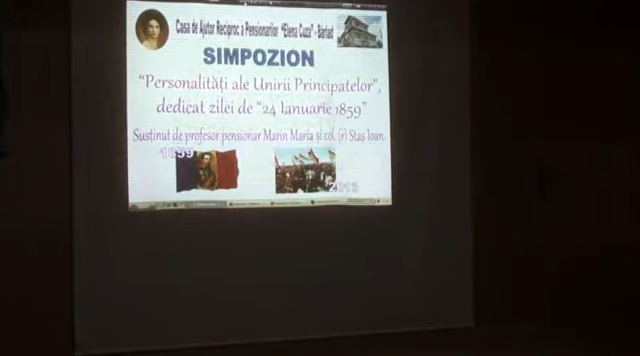 Casa de Ajutor Reciproc a Pensionarilor "Elena Cuza" - Bârlad
SIMPOZION
"Personalități ale Unirii Principatelor",
dedicat zilei de "24 Ianuarie 1859"
Susținut de profesor pensionar Marin Maria și col. (r) Staș Ioan.
1859
2013